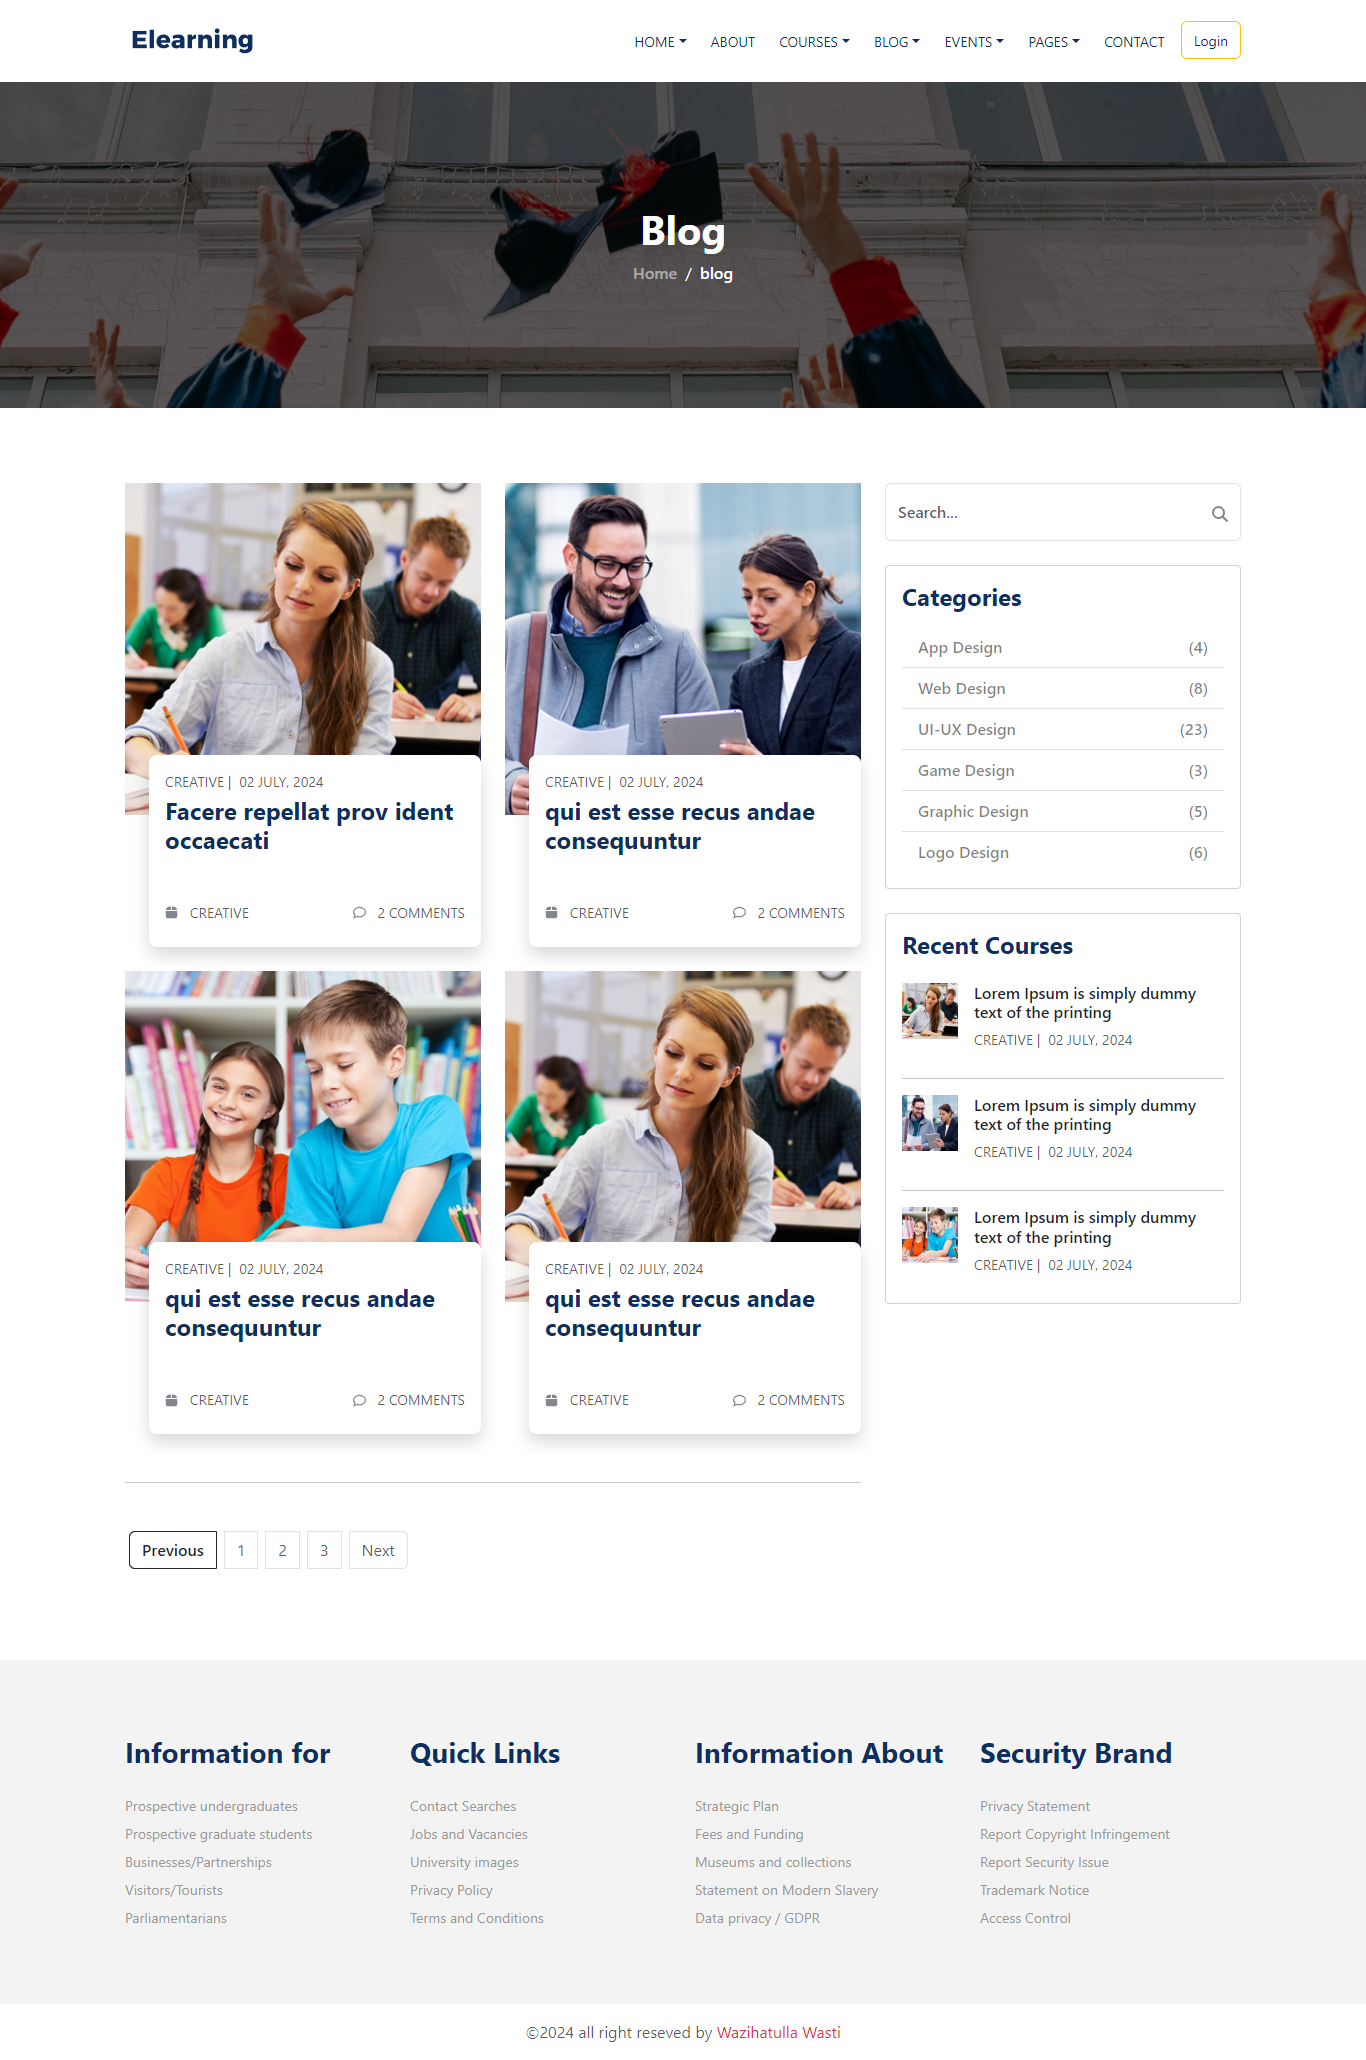 Elearning
HOME
ABOUT
COURSES
BLOG
EVENTS
PAGES
CONTACT
Login
Blog
Home / blog
CREATIVE | 02 JULY, 2024
Facere repellat prov ident
occaecati
CREATIVE
2 COMMENTS
CREATIVE | 02 JULY, 2024
qui est esse recus andae
consequuntur
CREATIVE
2 COMMENTS
CREATIVE | 02 JULY, 2024
qui est esse recus andae
consequuntur
CREATIVE
2 COMMENTS
CREATIVE | 02 JULY, 2024
qui est esse recus andae
consequuntur
CREATIVE
2 COMMENTS
Previous
1
2
3
Next
Search...
Categories
App Design (4)
Web Design (8)
UI-UX Design (23)
Game Design (3)
Graphic Design (5)
Logo Design (6)
Recent Courses
Lorem Ipsum is simply dummy
text of the printing
CREATIVE | 02 JULY, 2024
Lorem Ipsum is simply dummy
text of the printing
CREATIVE | 02 JULY, 2024
Lorem Ipsum is simply dummy
text of the printing
CREATIVE | 02 JULY, 2024
Information for
Prospective undergraduates
Prospective graduate students
Businesses/Partnerships
Visitors/Tourists
Parliamentarians
Quick Links
Contact Searches
Jobs and Vacancies
University images
Privacy Policy
Terms and Conditions
Information About
Strategic Plan
Fees and Funding
Museums and collections
Statement on Modern Slavery
Data privacy / GDPR
Security Brand
Privacy Statement
Report Copyright Infringement
Report Security Issue
Trademark Notice
Access Control
©2024 all right reseved by Wazihatulla Wasti